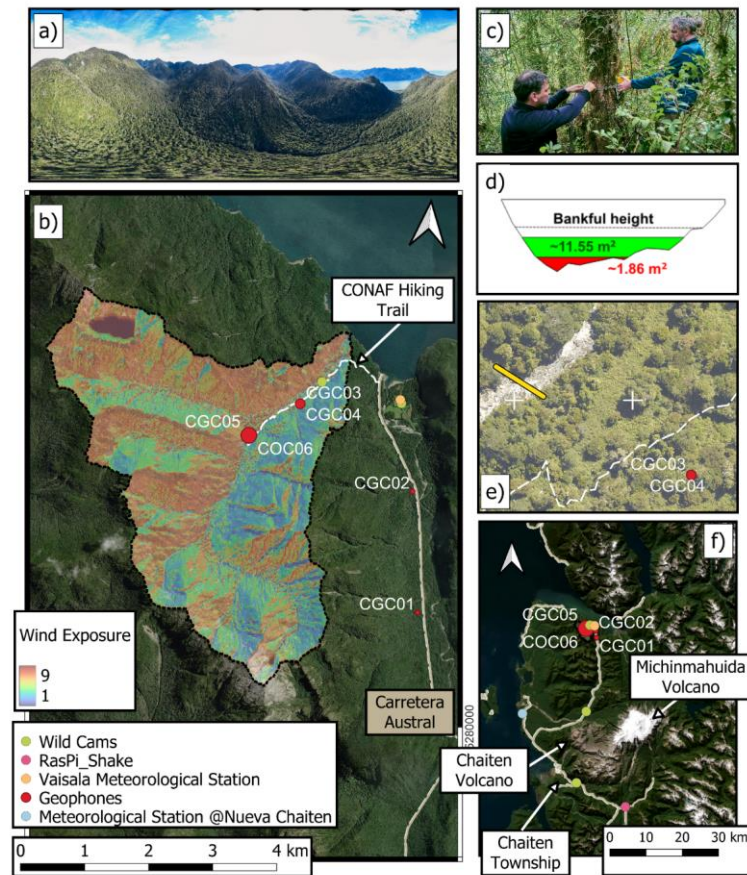 a)
b)
CONAF Hiking
Trail
CGC03
CGC04
CGC05
COC06
CGC02
CGC01
Wind Exposure
9
1
Carretera
Austral
5280000
Wild Cams
RasPi_Shake
Vaisala Meteorological Station
Geophones
Meteorological Station @Nueva Chaiten
0 1 2 3 4 km
c)
d)
Bankful height
~11.55 m²
~1.86 m²
CGC03
CGC04
e)
f)
CGC05
CGC02
COC06
CGC01
Michinmahuida
Volcano
Chaiten
Volcano
Chaiten
Township
0 10 20 30 km